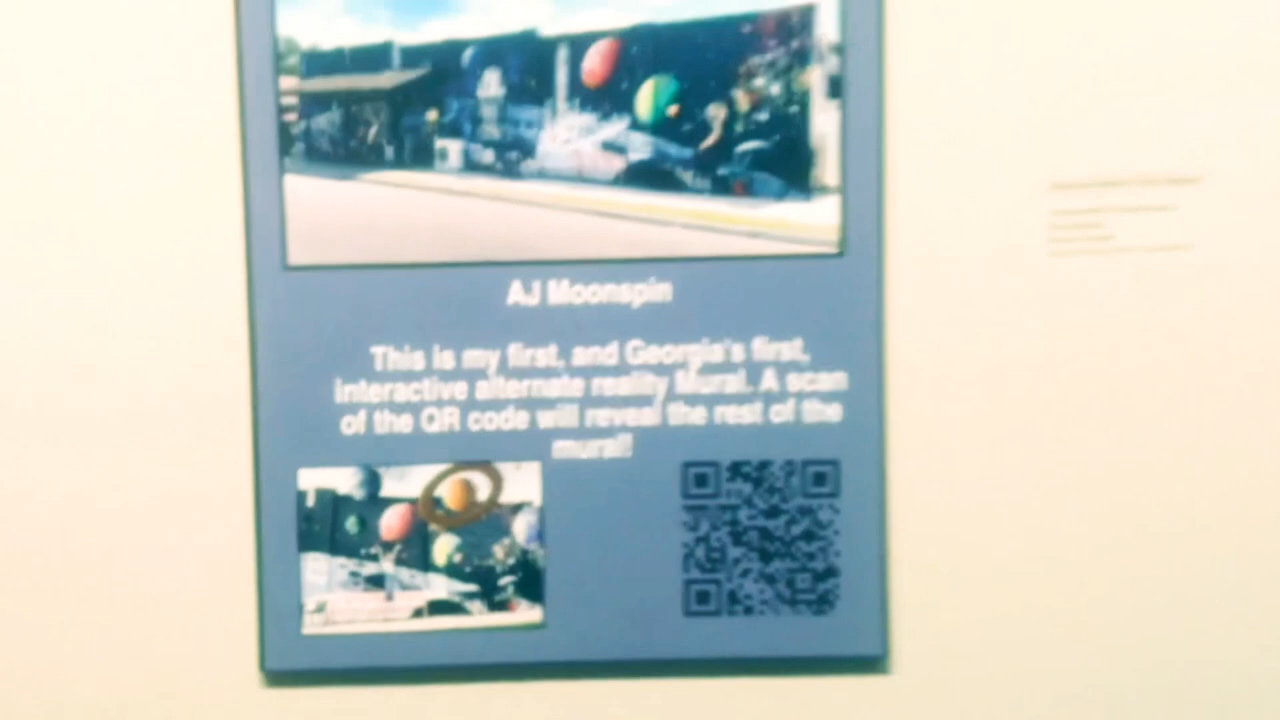 AJ Moonspin
This is my first, and Georgia's first,
interactive alternate reality Mural. A scan
of the QR code will reveal the rest of the
mural!